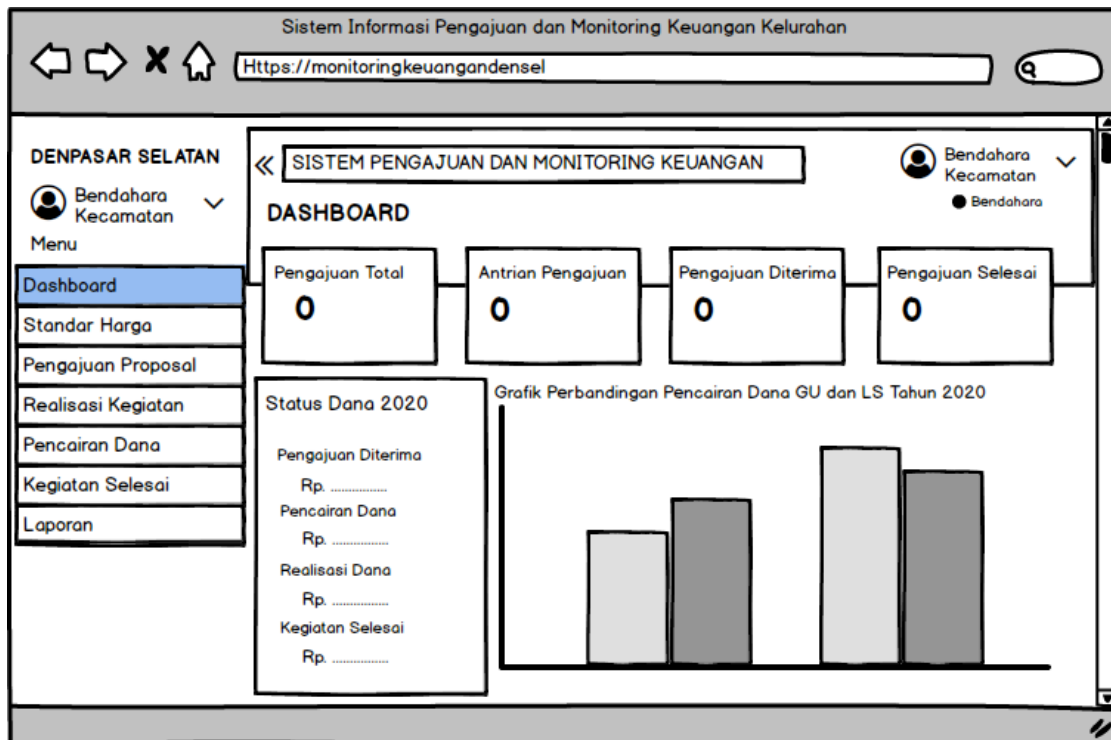 Sistem Informasi Pengajuan dan Monitoring Keuangan Kelurahan
Https://monitoringkeuangandensel
DENPASAR SELATAN
Bendahara
Kecamatan
Menu
Dashboard
Standar Harga
Pengajuan Proposal
Realisasi Kegiatan
Pencairan Dana
Kegiatan Selesai
Laporan
SISTEM PENGAJUAN DAN MONITORING KEUANGAN
Bendahara
Kecamatan
Bendahara
DASHBOARD
Pengajuan Total
0
Antrian Pengajuan
0
Pengajuan Diterima
0
Pengajuan Selesai
0
Status Dana 2020
Pengajuan Diterima
Rp. .................
Pencairan Dana
Rp. .................
Realisasi Dana
Rp. .................
Kegiatan Selesai
Rp. .................
Grafik Perbandingan Pencairan Dana GU dan LS Tahun 2020